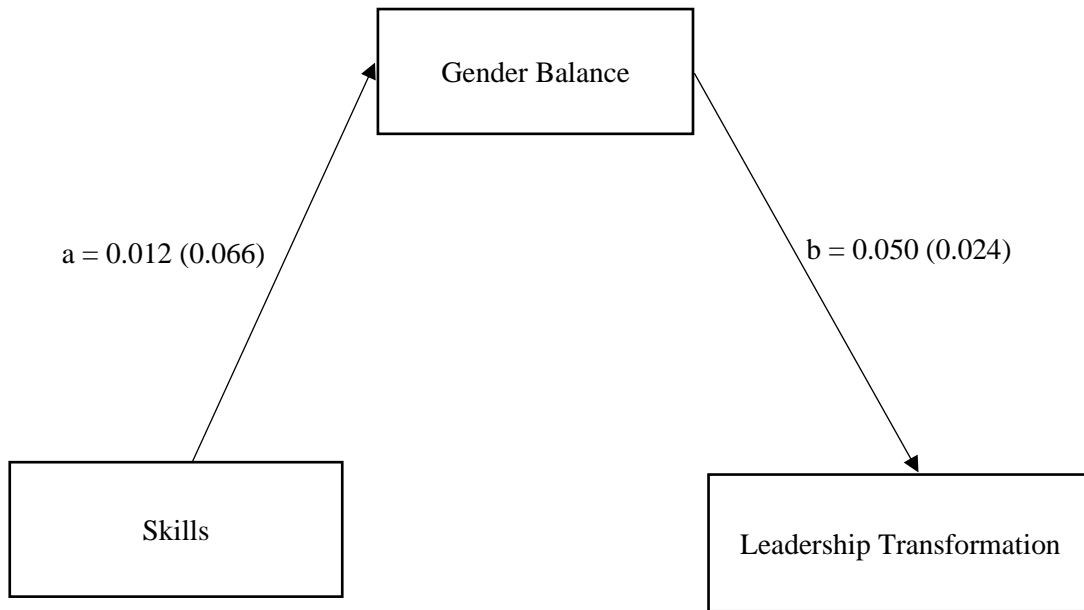 Gender Balance
a = 0.012 (0.066)
b = 0.050 (0.024)
Skills
Leadership Transformation